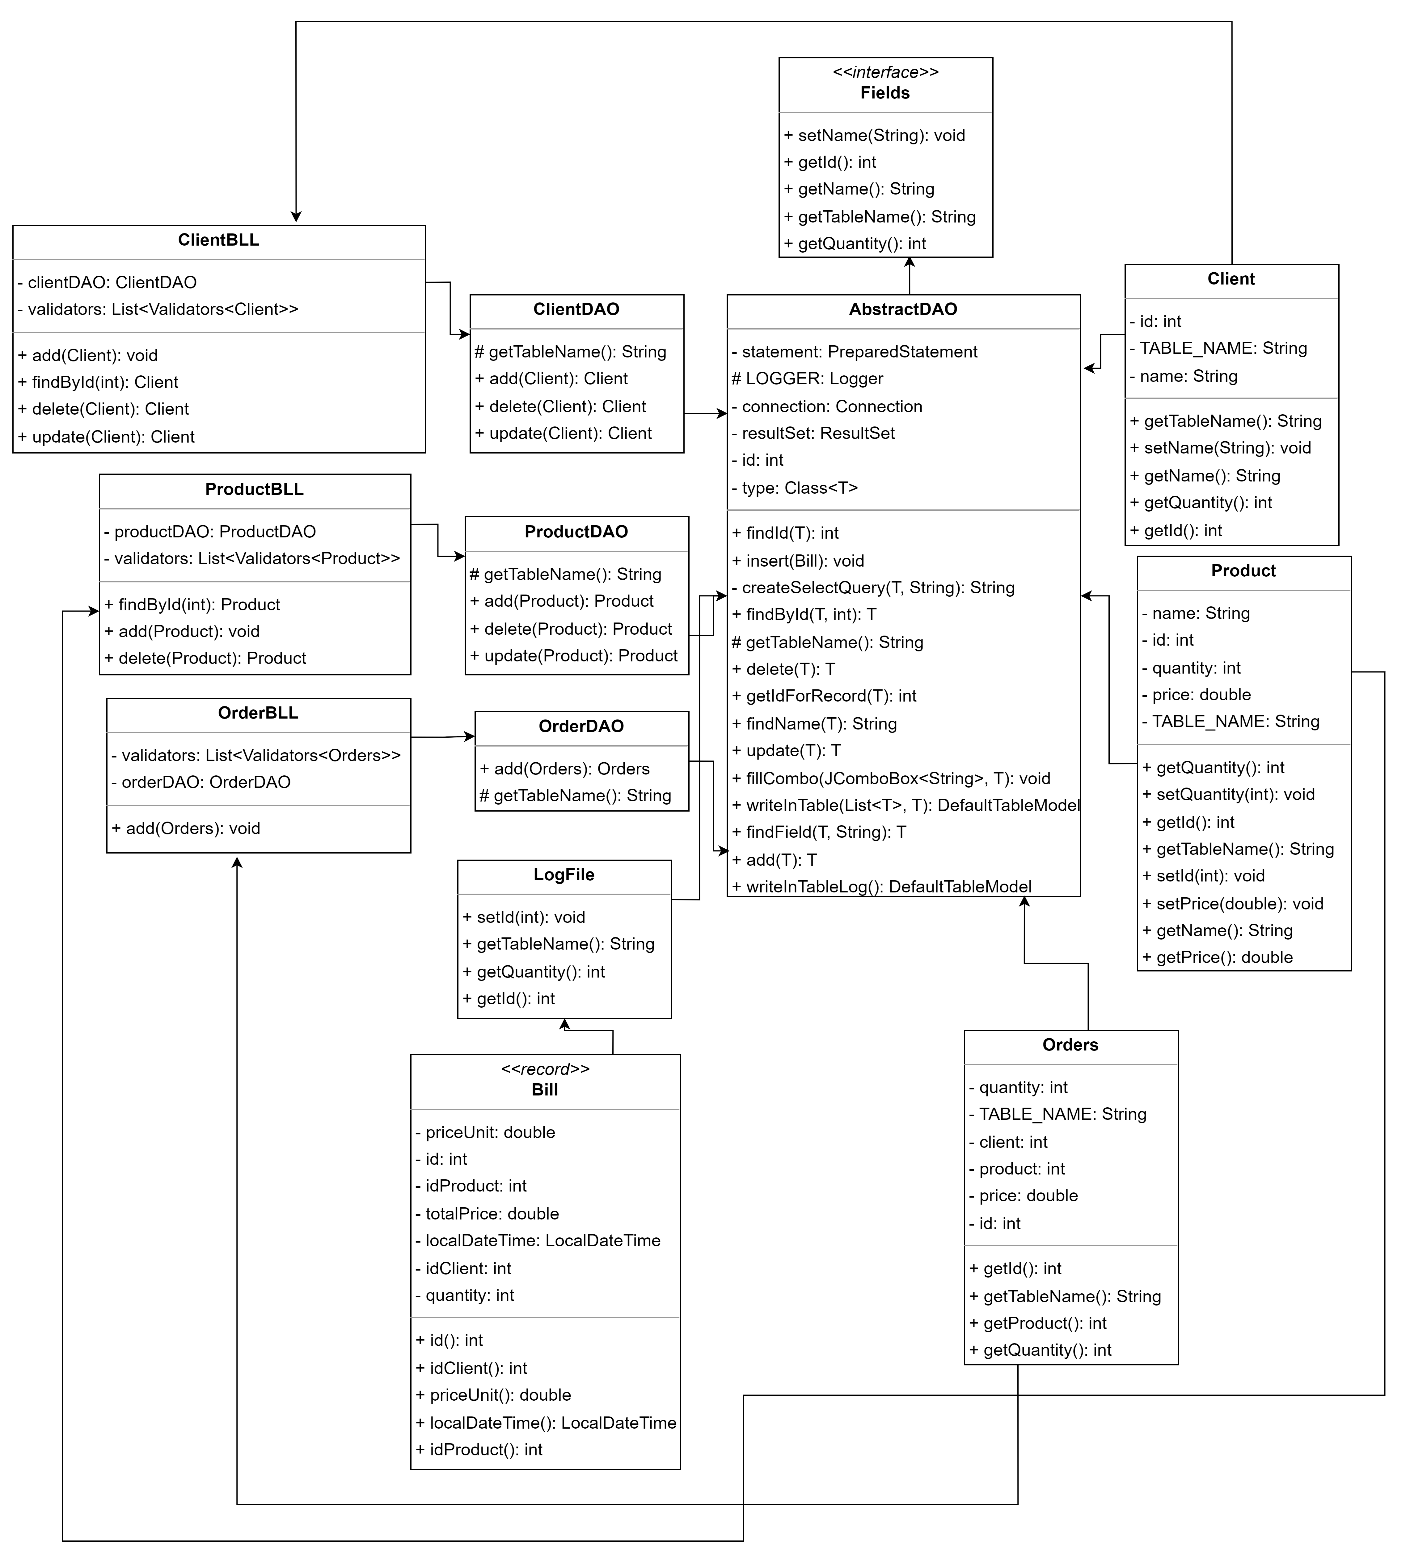 <<interface>>
Fields
+ setName(String): void
+ getId(): int
+ getName(): String
+ getTableName(): String
+ getQuantity(): int
ClientBLL
- clientDAO: ClientDAO
- validators: List<Validators<Client>>
+ add(Client): void
+ findById(int): Client
+ delete(Client): Client
+ update(Client): Client
ClientDAO
# getTableName(): String
+ add(Client): Client
+ delete(Client): Client
+ update(Client): Client
AbstractDAO
- statement: PreparedStatement
# LOGGER: Logger
- connection: Connection
- resultSet: ResultSet
- id: int
- type: Class<T>
+ findId(T): int
+ insert(Bill): void
- createSelectQuery(T, String): String
+ findById(T, int): T
# getTableName(): String
+ delete(T): T
+ getIdForRecord(T): int
+ findName(T): String
+ update(T): T
+ fillCombo(JComboBox<String>, T): void
+ writeInTable(List<T>, T): DefaultTableModel
+ findField(T, String): T
+ add(T): T
+ writeInTableLog(): DefaultTableModel
Client
- id: int
- TABLE_NAME: String
- name: String
+ getTableName(): String
+ setName(String): void
+ getName(): String
+ getQuantity(): int
+ getId(): int
ProductBLL
- productDAO: ProductDAO
- validators: List<Validators<Product>>
+ findById(int): Product
+ add(Product): void
+ delete(Product): Product
ProductDAO
# getTableName(): String
+ add(Product): Product
+ delete(Product): Product
+ update(Product): Product
Product
- name: String
- id: int
- quantity: int
- price: double
- TABLE_NAME: String
+ getQuantity(): int
+ setQuantity(int): void
+ getId(): int
+ getTableName(): String
+ setId(int): void
+ setPrice(double): void
+ getName(): String
+ getPrice(): double
OrderBLL
- validators: List<Validators<Orders>>
- orderDAO: OrderDAO
+ add(Orders): void
OrderDAO
+ add(Orders): Orders
# getTableName(): String
LogFile
+ setId(int): void
+ getTableName(): String
+ getQuantity(): int
+ getId(): int
<<record>>
Bill
- priceUnit: double
- id: int
- idProduct: int
- totalPrice: double
- localDateTime: LocalDateTime
- idClient: int
- quantity: int
+ id(): int
+ idClient(): int
+ priceUnit(): double
+ localDateTime(): LocalDateTime
+ idProduct(): int
Orders
- quantity: int
- TABLE_NAME: String
- client: int
- product: int
- price: double
- id: int
+ getId(): int
+ getTableName(): String
+ getProduct(): int
+ getQuantity(): int